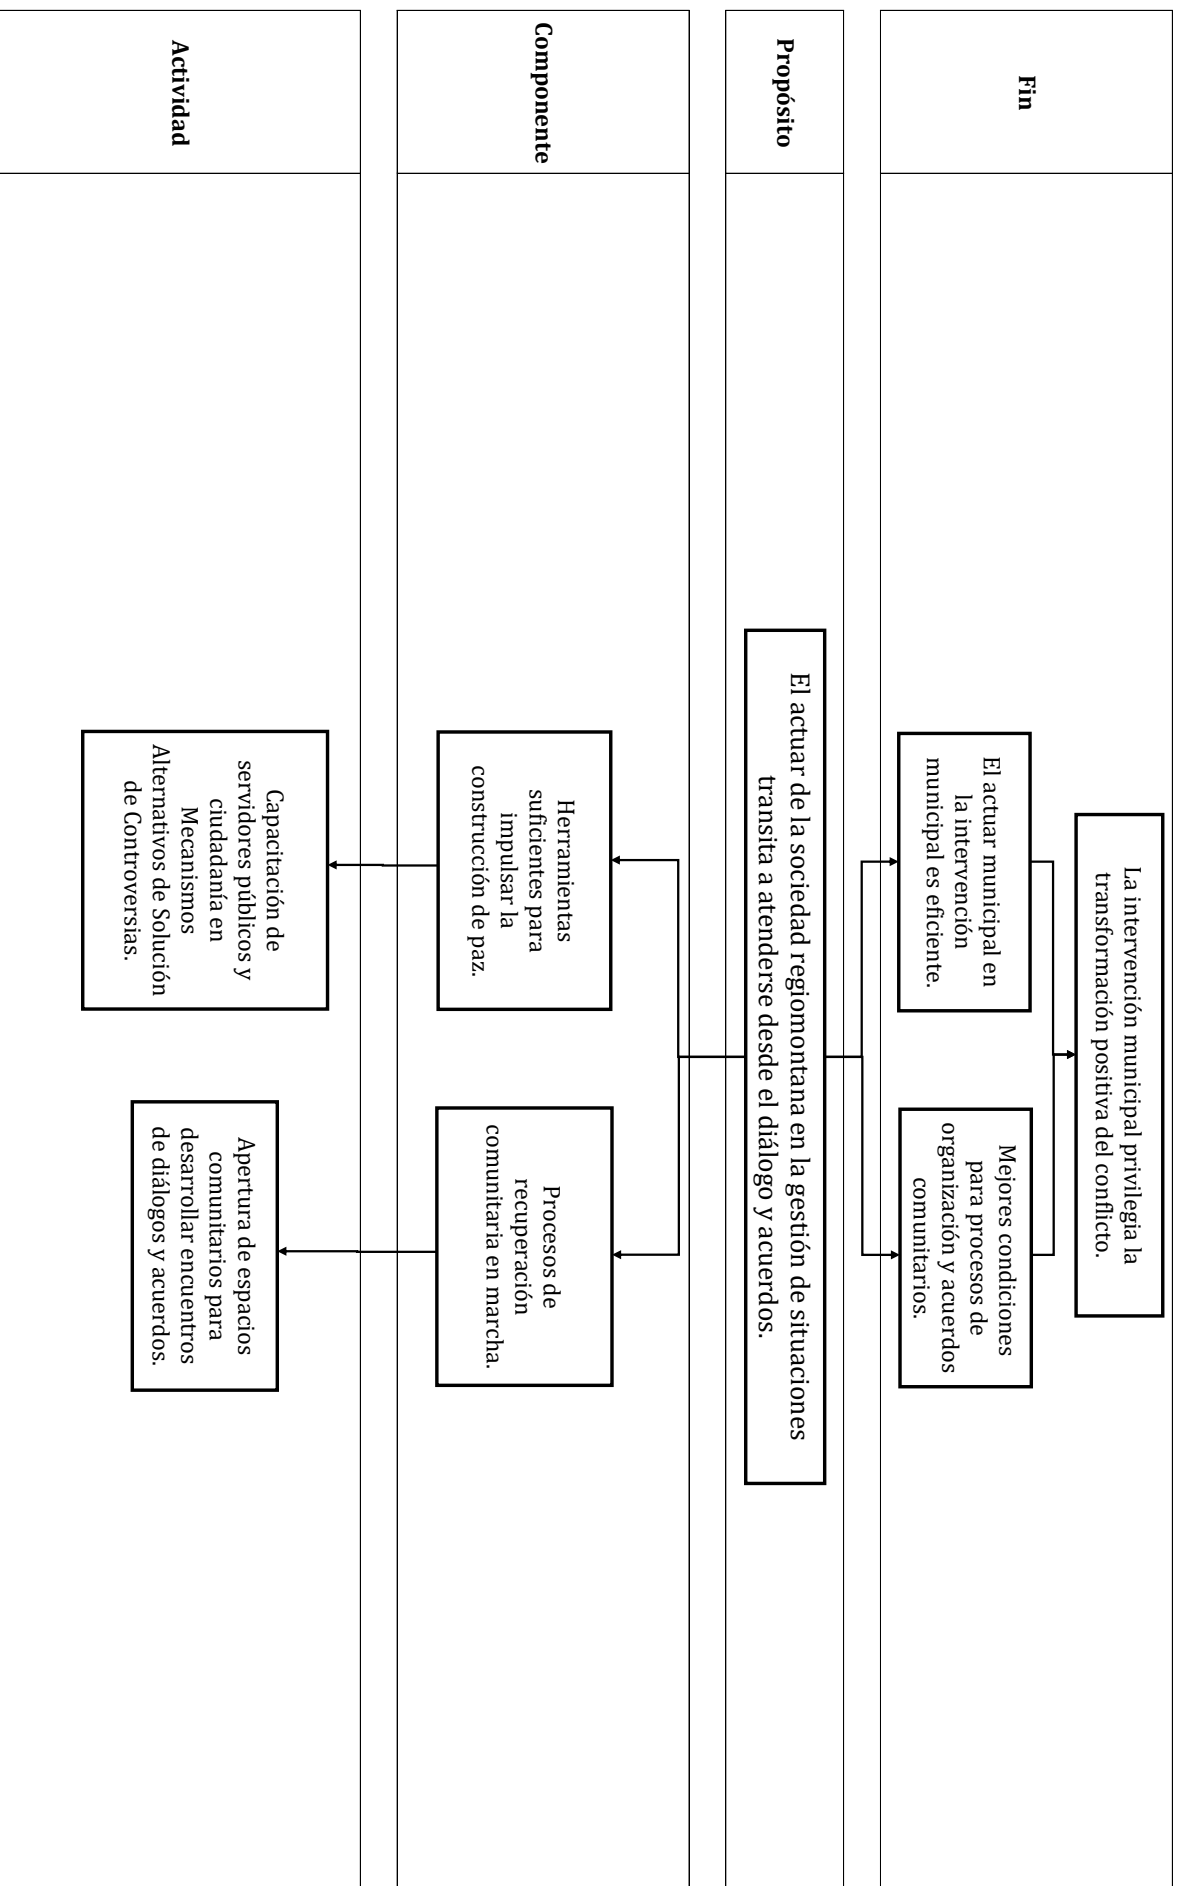 Fin
La intervención municipal privilegia la
transformación positiva del conflicto.
El actuar municipal en
la intervención
municipal es eficiente.
Mejores condiciones
para procesos de
organización y acuerdos
comunitarios.
Propósito
El actuar de la sociedad regiomontana en la gestión de situaciones
transita a atenderse desde el diálogo y acuerdos.
Componente
Herramientas
suficientes para
impulsar la
construcción de paz.
Procesos de
recuperación
comunitaria en marcha.
Actividad
Capacitación de
servidores públicos y
ciudadanía en
Mecanismos
Alternativos de Solución
de Controversias.
Apertura de espacios
comunitarios para
desarrollar encuentros
de diálogos y acuerdos.